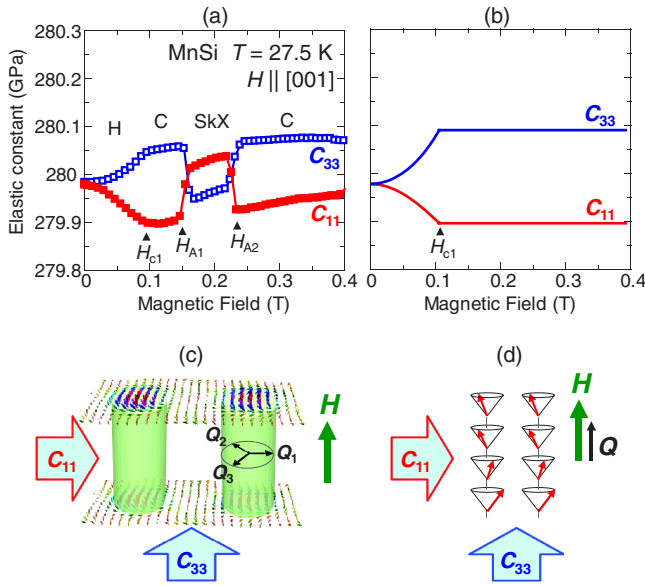 (a)
280.3
280.2
280.1
280
279.9
279.8
Elastic constant (GPa)
MnSi T = 27.5 K
H || [001]
H C SkX C
C33
C11
Hc1 HA1 HA2
0 0.1 0.2 0.3 0.4
Magnetic Field (T)
(b)
C33
C11
Hc1
0 0.1 0.2 0.3 0.4
Magnetic Field (T)
(c)
H
Q2
Q1
Q3
C11
C33
(d)
H
Q
C11
C33